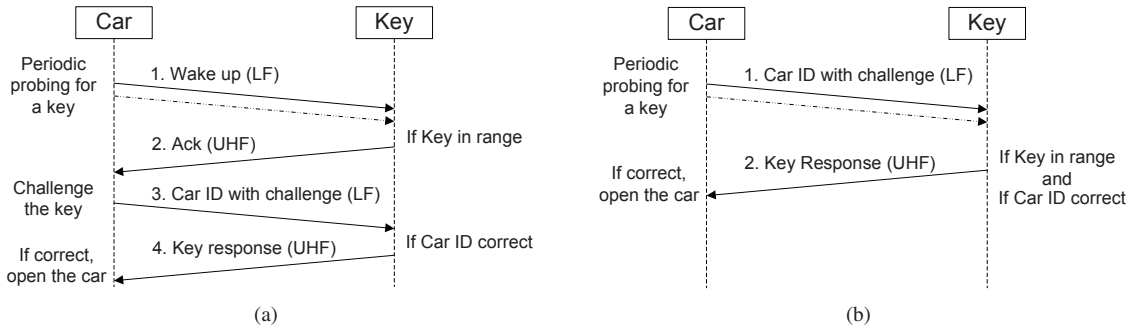 Car
Key
Periodic
probing for
a key
1. Wake up (LF)
If Key in range
2. Ack (UHF)
Challenge
the key
3. Car ID with challenge (LF)
If Car ID correct
4. Key response (UHF)
If correct,
open the car
(a)
Car
Key
Periodic
probing for
a key
1. Car ID with challenge (LF)
2. Key Response (UHF)
If Key in range
and
If Car ID correct
If correct,
open the car
(b)